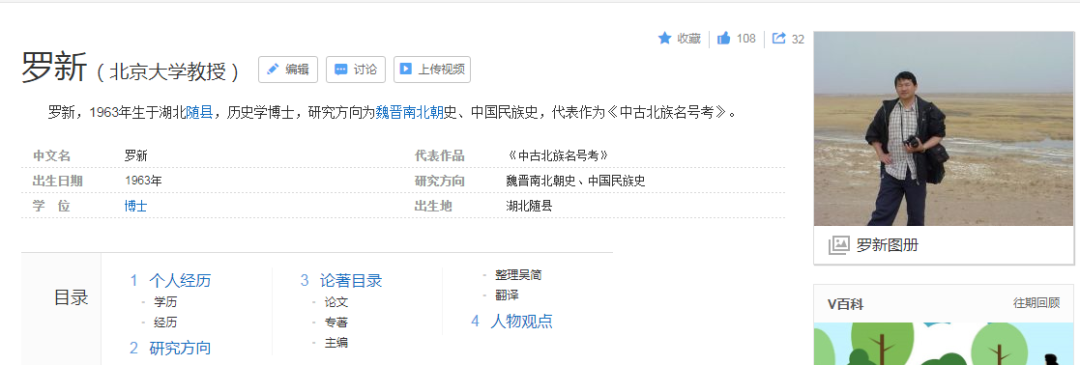 收藏 108 32
罗新（北京大学教授） 编辑 讨论 上传视频
罗新，1963年生于湖北随县，历史学博士，研究方向为魏晋南北朝史、中国民族史，代表作为《中古北族名号考》。
中文名 罗新 代表作品 《中古北族名号考》
出生日期 1963年 研究方向 魏晋南北朝史、中国民族史
学 位 博士 出生地 湖北随县
罗新图册
目录
1 个人经历
- 学历
- 经历
2 研究方向
3 论著目录
- 论文
- 专著
- 主编
- 整理吴简
- 翻译
4 人物观点
V百科 往期回顾